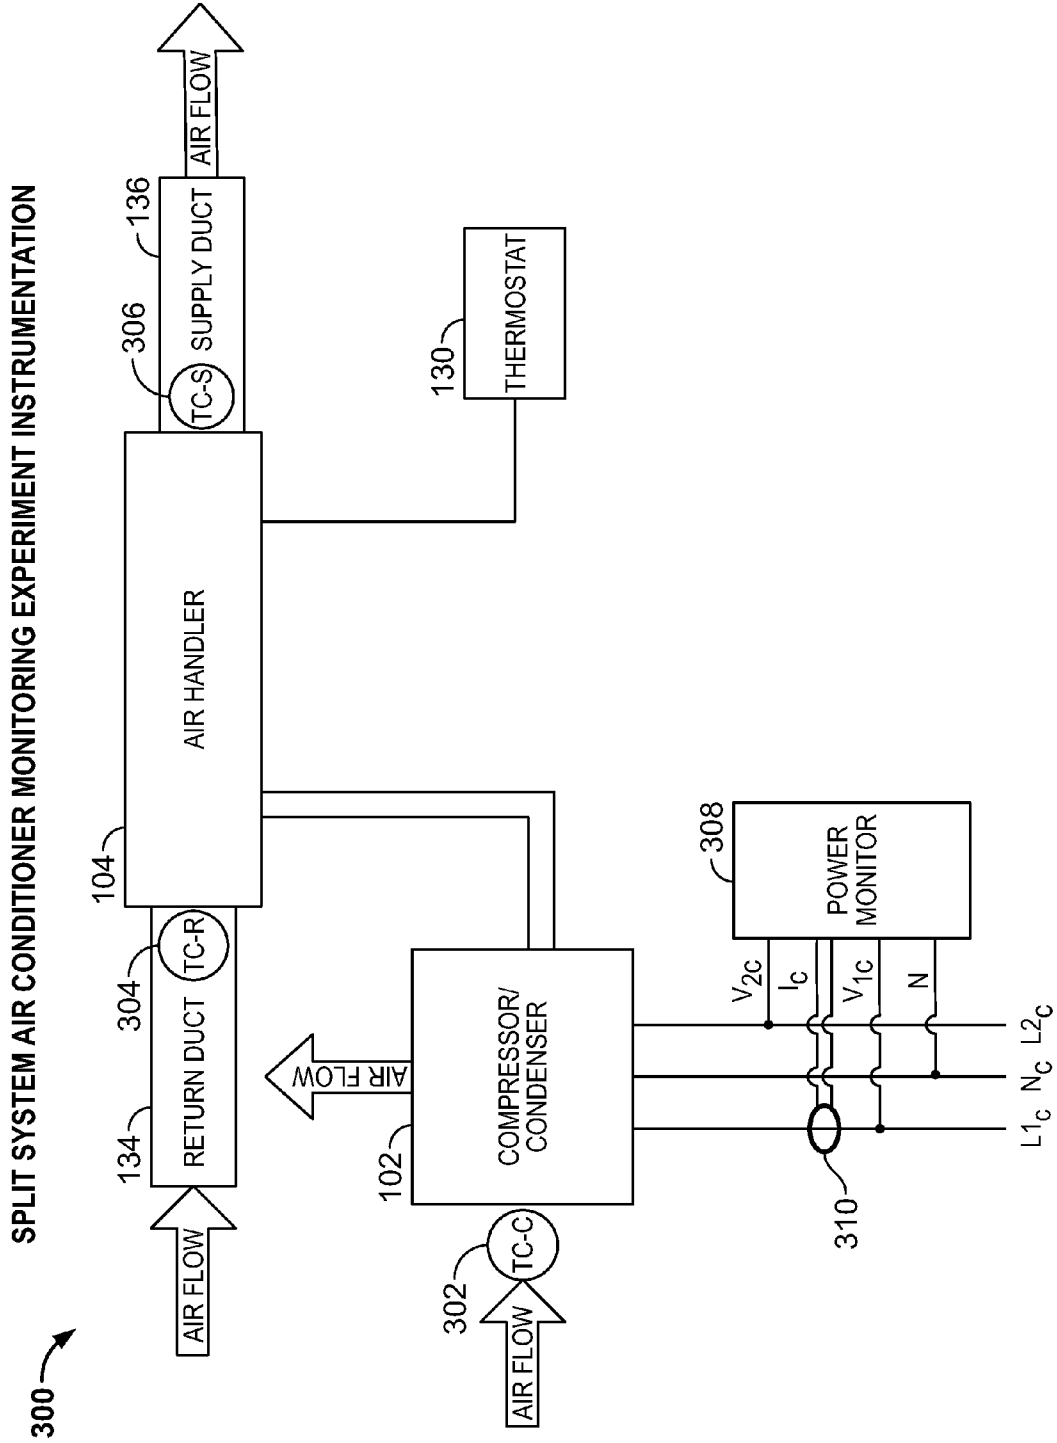 SPLIT SYSTEM AIR CONDITIONER MONITORING EXPERIMENT INSTRUMENTATION
300
AIR FLOW
134
RETURN DUCT
304
TC-R
104
AIR HANDLER
306
TC-S
SUPPLY DUCT
136
AIR FLOW
130
THERMOSTAT
AIR FLOW
302
TC-C
AIR FLOW
102
COMPRESSOR/
CONDENSER
308
POWER
MONITOR
V2C
IC
V1C
N
310
L1C
NC
L2C